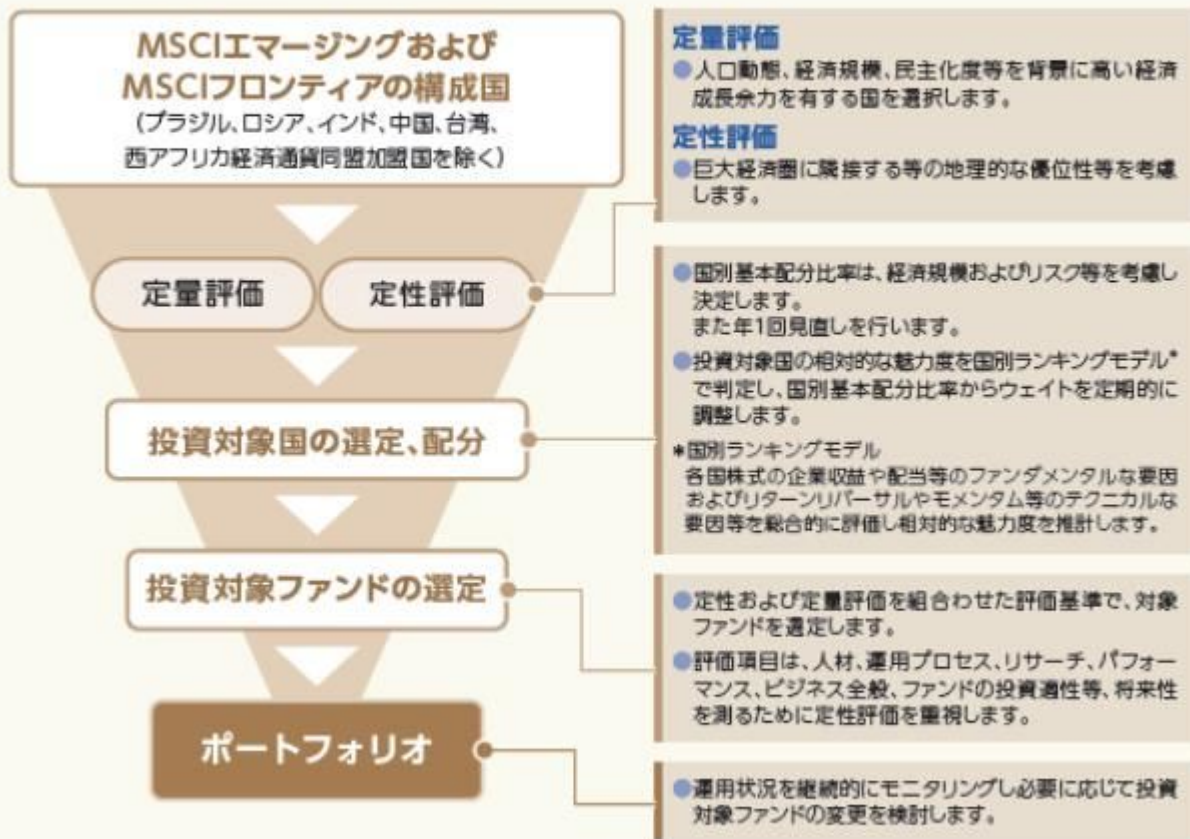 MSCIエマージングおよび
MSCIフロンティアの構成国
(ブラジル、ロシア、インド、中国、台湾、
西アフリカ経済通貨同盟加盟国を除く)
定量評価
定性評価
投資対象国の選定、配分
投資対象ファンドの選定
ポートフォリオ
定量評価
●人口動態、経済規模、民主化度等を背景に高い経済
成長余力を有する国を選択します。
定性評価
●巨大経済圏に隣接する等の地理的な優位性等を考慮
します。
●国別基本配分比率は、経済規模およびリスク等を考慮し
決定します。
また年1回見直しを行います。
●投資対象国の相対的な魅力度を国別ランキングモデル*
で判定し、国別基本配分比率からウェイトを定期的に
調整します。
*国別ランキングモデル
各国株式の企業収益や配当等のファンダメンタルな要因
およびリターンリバーサルやモメンタム等のテクニカルな
要因等を総合的に評価し相対的な魅力度を推計します。
●定性および定量評価を組合わせた評価基準で、対象
ファンドを選定します。
●評価項目は、人材、運用プロセス、リサーチ、パフォー
マンス、ビジネス全般、ファンドの投資適性等、将来性
を測るために定性評価を重視します。
●運用状況を継続的にモニタリングし必要に応じて投資
対象ファンドの変更を検討します。